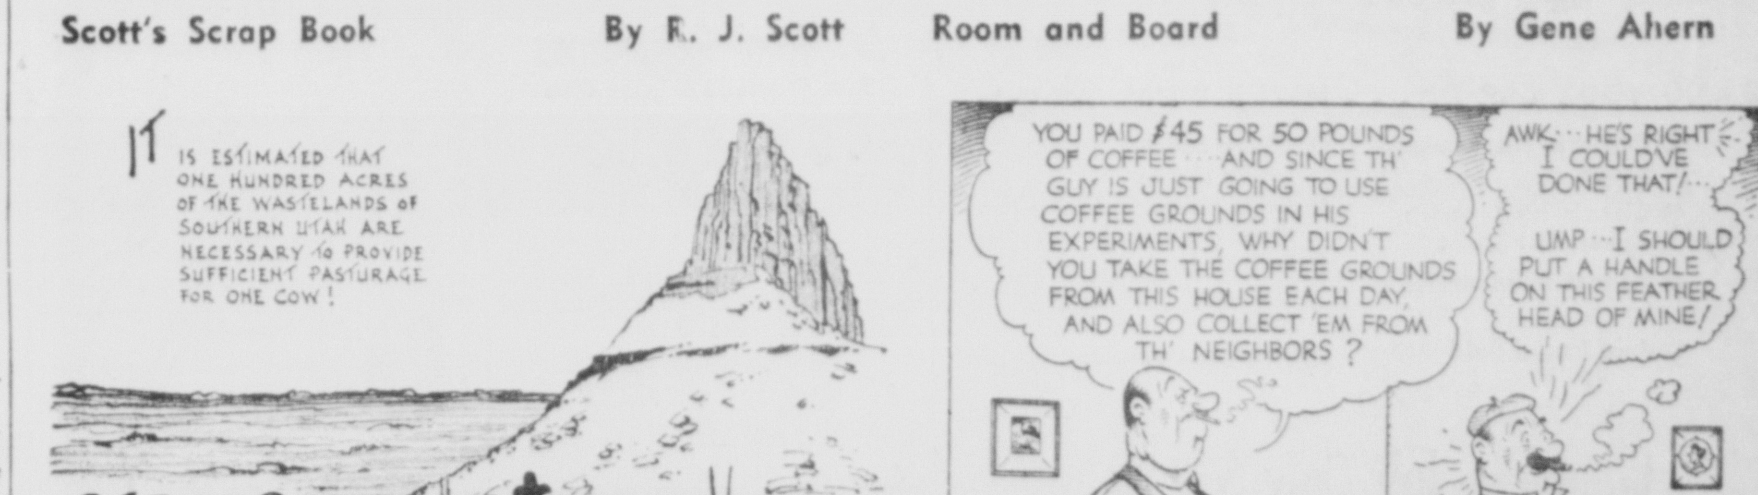 Scott's Scrap Book
By R. J. Scott
IT
IS ESTIMATED THAT
ONE HUNDRED ACRES
OF THE WASTELANDS OF
SOUTHERN UTAH ARE
NECESSARY TO PROVIDE
SUFFICIENT PASTURAGE
FOR ONE COW!
Room and Board
By Gene Ahern
YOU PAID $45 FOR 50 POUNDS
OF COFFEE ····AND SINCE TH'
GUY IS JUST GOING TO USE
COFFEE GROUNDS IN HIS
EXPERIMENTS, WHY DIDN'T
YOU TAKE THE COFFEE GROUNDS
FROM THIS HOUSE EACH DAY,
AND ALSO COLLECT 'EM FROM
TH' NEIGHBORS ?
AWK··· HE'S RIGHT
I COULD'VE
DONE THAT!···
UMP ···I SHOULD
PUT A HANDLE
ON THIS FEATHER
HEAD OF MINE!